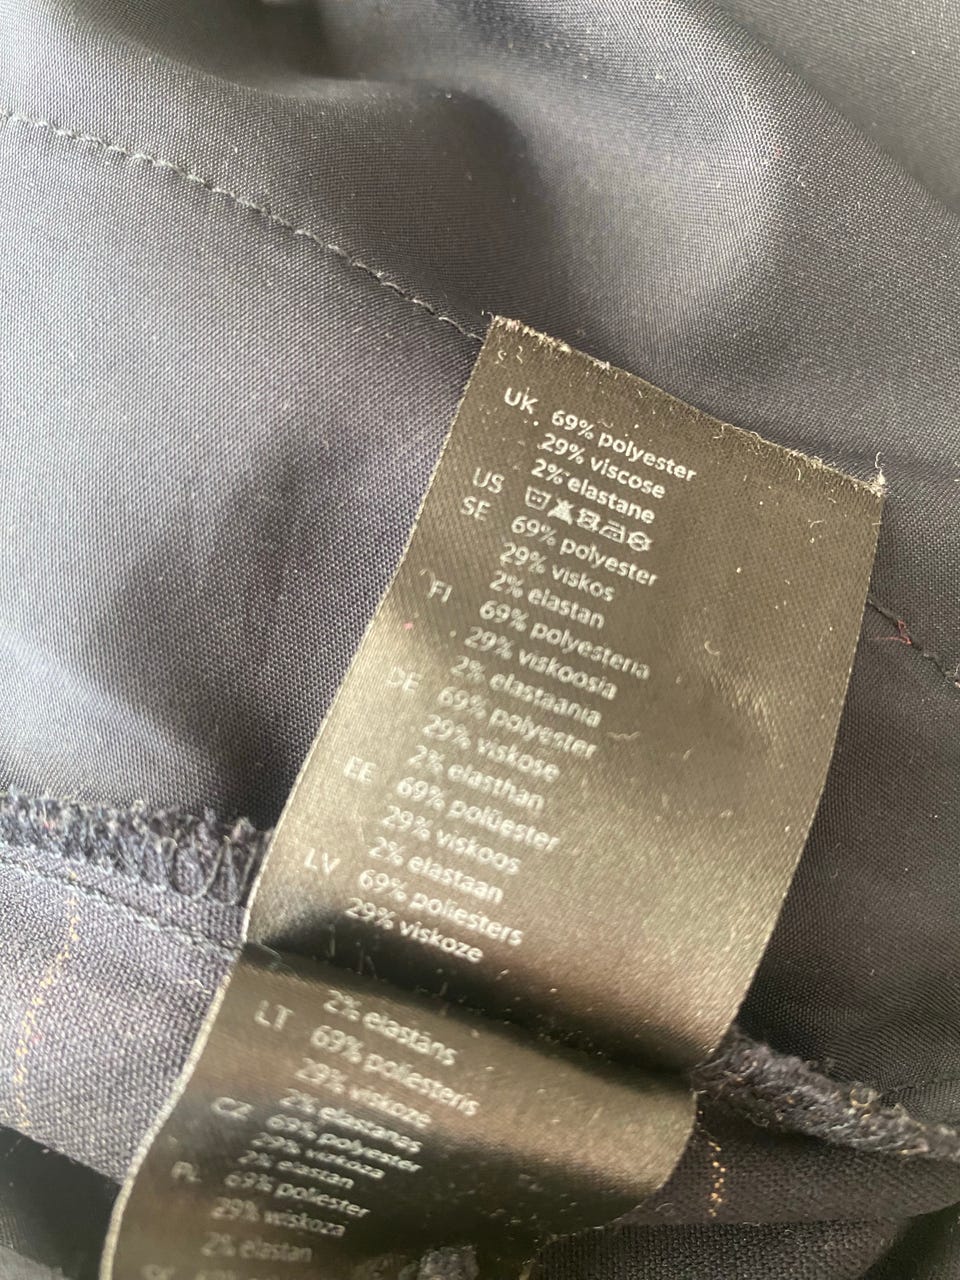 UK 69% polyester
29% viscose
2% elastane
US
SE 69% polyester
29% viskos
2% elastan
FI 69% polyesteria
29% viskoosia
2% elastaania
DE 69% polyester
29% viskose
2% elasthan
EE 69% polüester
29% viskoos
2% elastaan
LV 69% poliesters
29% viskoze
2% elastāns
LT 69% poliesteris
29% viskoze
2% elastanas
CZ 69% polyester
29% viskoza
2% elastan
PL 69% poliester
29% wiskoza
2% elastan